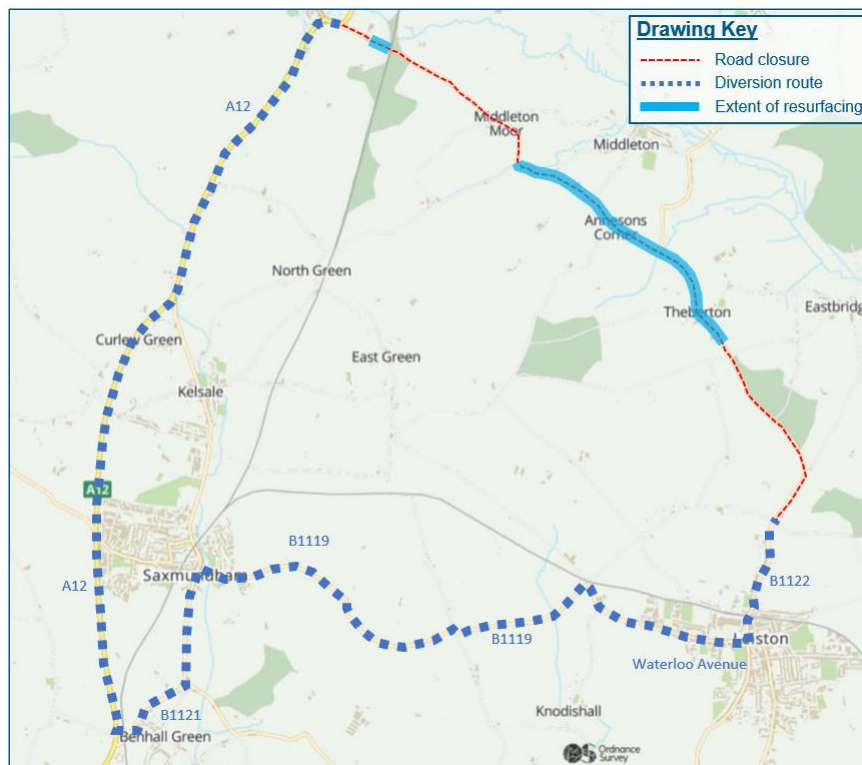 Drawing Key
Road closure
Diversion route
Extent of resurfacing
A12
Middleton
Moor
Middleton
Annesons
Corner
North Green
Theberton
Eastbridge
Curlew Green
East Green
Kelsale
A12
B1119
Saxmundham
A12
B1122
B1119
Leiston
Waterloo Avenue
B1121
Knodishall
Benhall Green
OS Ordnance
Survey